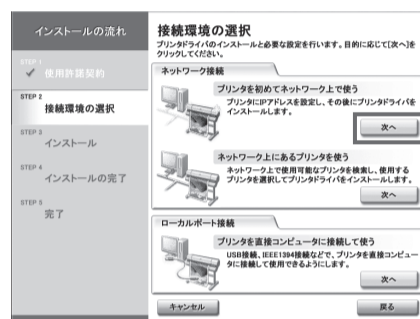 インストールの流れ
STEP 1
使用許諾契約
STEP 2
接続環境の選択
STEP 3
インストール
STEP 4
インストールの完了
STEP 5
完了
接続環境の選択
プリンタドライバのインストールと必要な設定を行います。目的に応じて[次へ]を
クリックしてください。
ネットワーク接続
プリンタを初めてネットワーク上で使う
プリンタにIPアドレスを設定し、その後にプリンタドライバを
インストールします。
次へ
ネットワーク上にあるプリンタを使う
ネットワーク上で使用可能なプリンタを検索し、使用する
プリンタを選択してプリンタドライバをインストールします。
次へ
ローカルポート接続
プリンタを直接コンピュータに接続して使う
USB接続、IEEE1394接続などで、プリンタを直接コンピュー
タに接続して使用できるようにします。
次へ
キャンセル
戻る